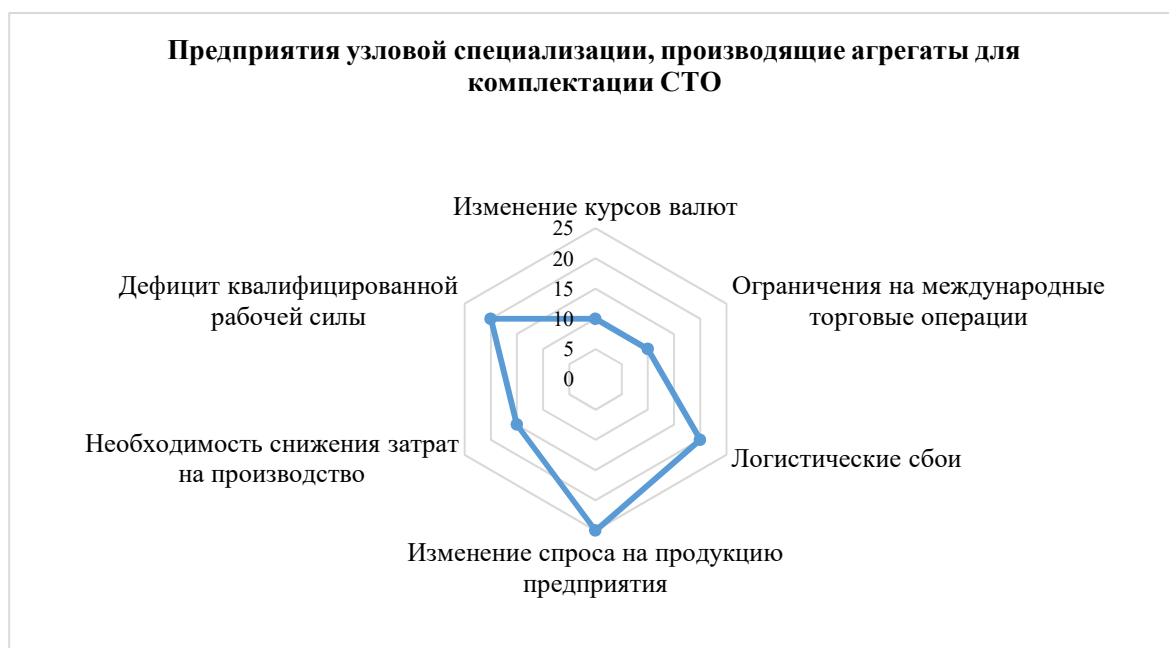 Предприятия узловой специализации, производящие агрегаты для
комплектации СТО
Изменение курсов валют
25
20
15
10
5
0
Ограничения на международные
торговые операции
Логистические сбои
Изменение спроса на продукцию
предприятия
Необходимость снижения затрат
на производство
Дефицит квалифицированной
рабочей силы